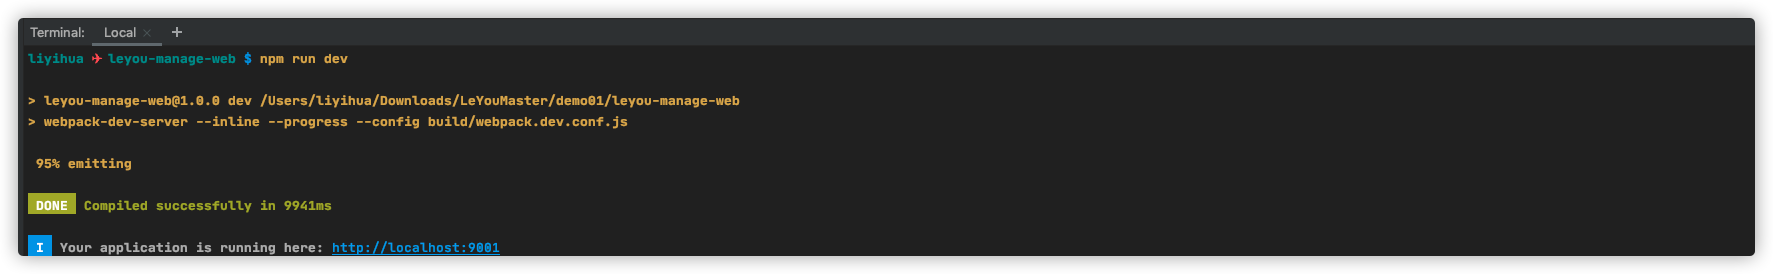 Terminal: Local × +
liyihua ✈ leyou-manage-web $ npm run dev
> leyou-manage-web@1.0.0 dev /Users/liyihua/Downloads/LeYouMaster/demo01/leyou-manage-web
> webpack-dev-server --inline --progress --config build/webpack.dev.conf.js
95% emitting
DONE Compiled successfully in 9941ms
I Your application is running here: http://localhost:9001